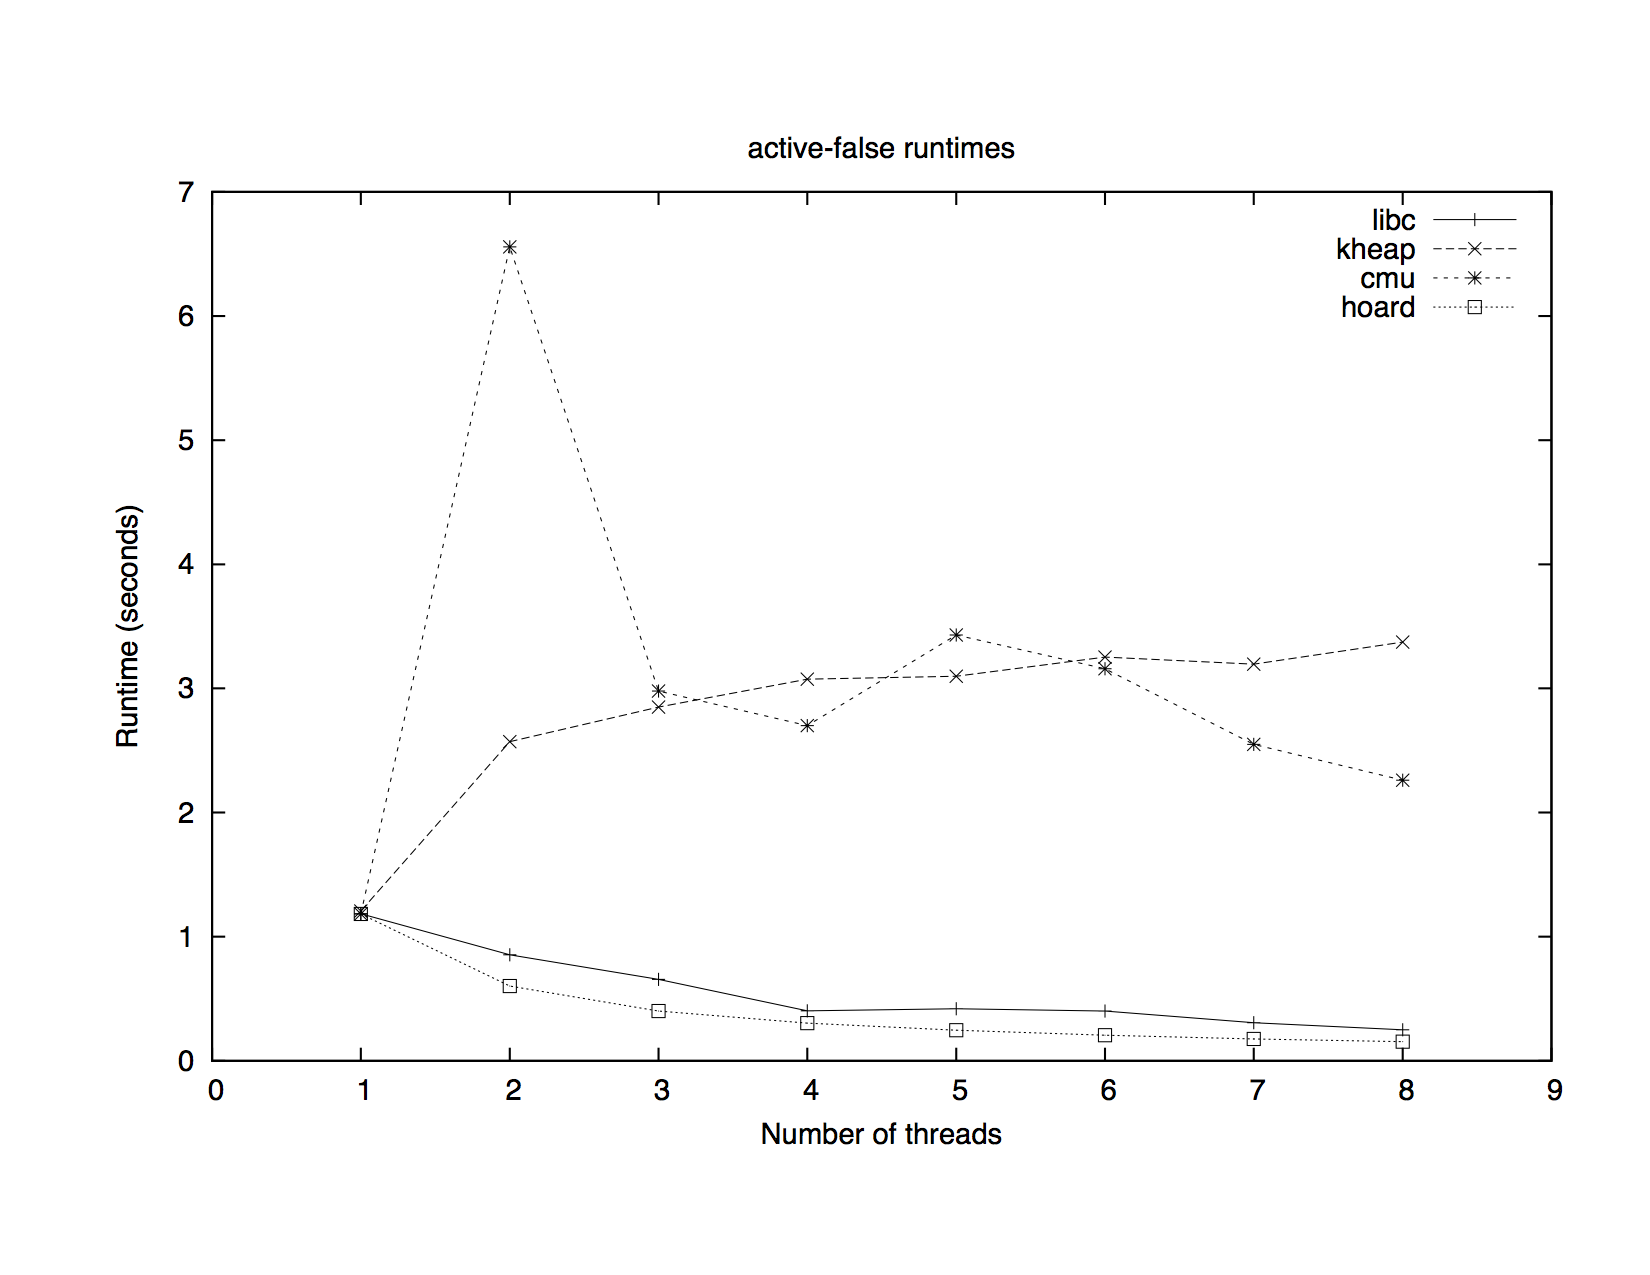 active-false runtimes
7
6
5
4
3
2
1
0
Runtime (seconds)
libc
kheap
cmu
hoard
0 1 2 3 4 5 6 7 8 9
Number of threads